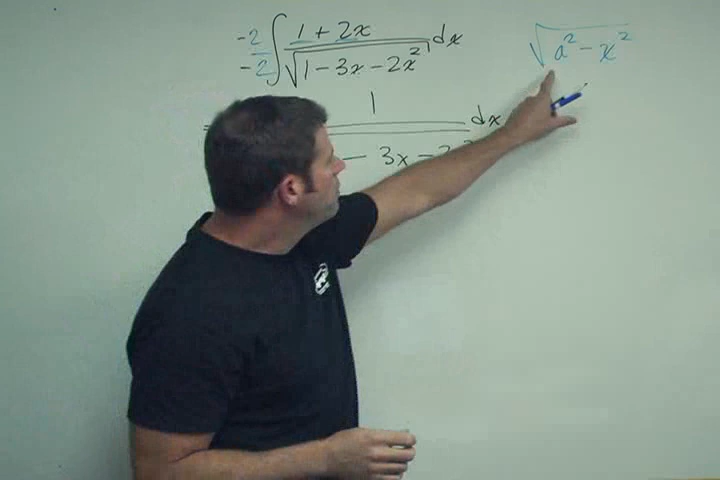 -2/-2 ∫ 1 + 2x / √1 - 3x - 2x² dx
√a² - x²
1 dx
- 3x -